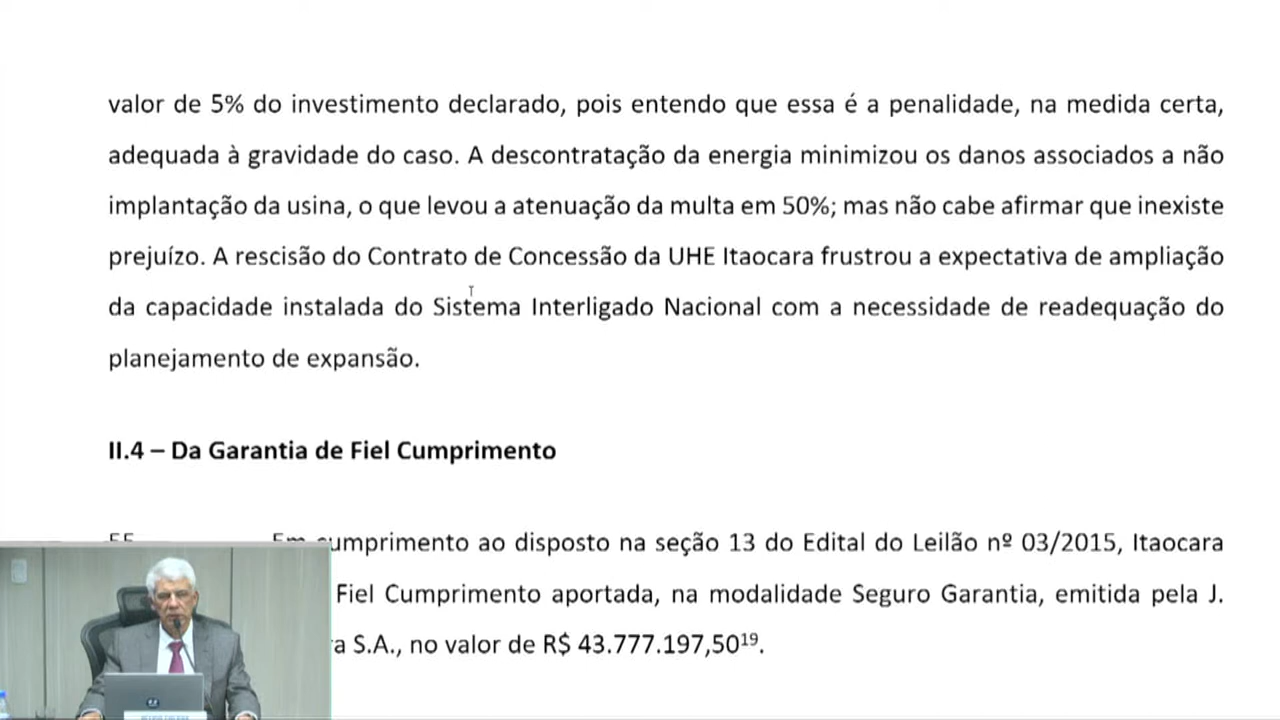 valor de 5% do investimento declarado, pois entendo que essa é a penalidade, na medida certa,
adequada à gravidade do caso. A descontratação da energia minimizou os danos associados a não
implantação da usina, o que levou a atenuação da multa em 50%; mas não cabe afirmar que inexiste
prejuízo. A rescisão do Contrato de Concessão da UHE Itaocara frustrou a expectativa de ampliação
da capacidade instalada do Sistema Interligado Nacional com a necessidade de readequação do
planejamento de expansão.
II.4 – Da Garantia de Fiel Cumprimento
55. Em cumprimento ao disposto na seção 13 do Edital do Leilão nº 03/2015, Itaocara
Fiel Cumprimento aportada, na modalidade Seguro Garantia, emitida pela J.
a S.A., no valor de R$ 43.777.197,50¹⁹.